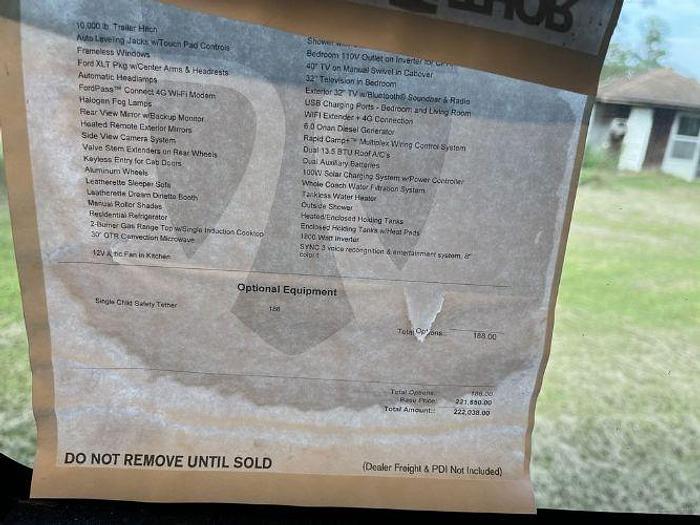 10,000 lb. Trailer Hitch
Auto Leveling Jacks w/Touch Pad Controls
Frameless Windows
Ford XLT Pkg w/Center Arms & Headrests
Automatic Headlamps
FordPass™ Connect 4G Wi-Fi Modem
Halogen Fog Lamps
Rear View Mirror w/Backup Monitor
Heated Remote Exterior Mirrors
Side View Camera System
Valve Stem Extenders on Rear Wheels
Keyless Entry for Cab Doors
Aluminum Wheels
Leatherette Sleeper Sofa
Leatherette Dream Dinette Booth
Manual Roller Shades
Residential Refrigerator
2-Burner Gas Range Top w/Single Induction Cooktop
30" OTR Convection Microwave
12V Attic Fan in Kitchen
Shower
Bedroom 110V Outlet on Inverter for
40" TV on Manual Swivel in Cabover
32" Television in Bedroom
Exterior 32" TV w/Bluetooth® Soundbar & Radio
USB Charging Ports - Bedroom and Living Room
WiFi Extender + 4G Connection
6.0 Onan Diesel Generator
Rapid Camp+™ Multiplex Wiring Control System
Dual 13.5 BTU Roof A/C's
Dual Auxiliary Batteries
100W Solar Charging System w/Power Controller
Whole Coach Water Filtration System
Tankless Water Heater
Outside Shower
Heated/Enclosed Holding Tanks
Enclosed Holding Tanks w/Heat Pads
1800 Watt Inverter
SYNC 3 voice recongnition & entertainment system, 8"
color t
Optional Equipment
Single Child Safety Tether 188
Total Options: 188.00
Total Options: 188.00
Base Price: 221,850.00
Total Amount:: 222,038.00
DO NOT REMOVE UNTIL SOLD
(Dealer Freight & PDI Not Included)